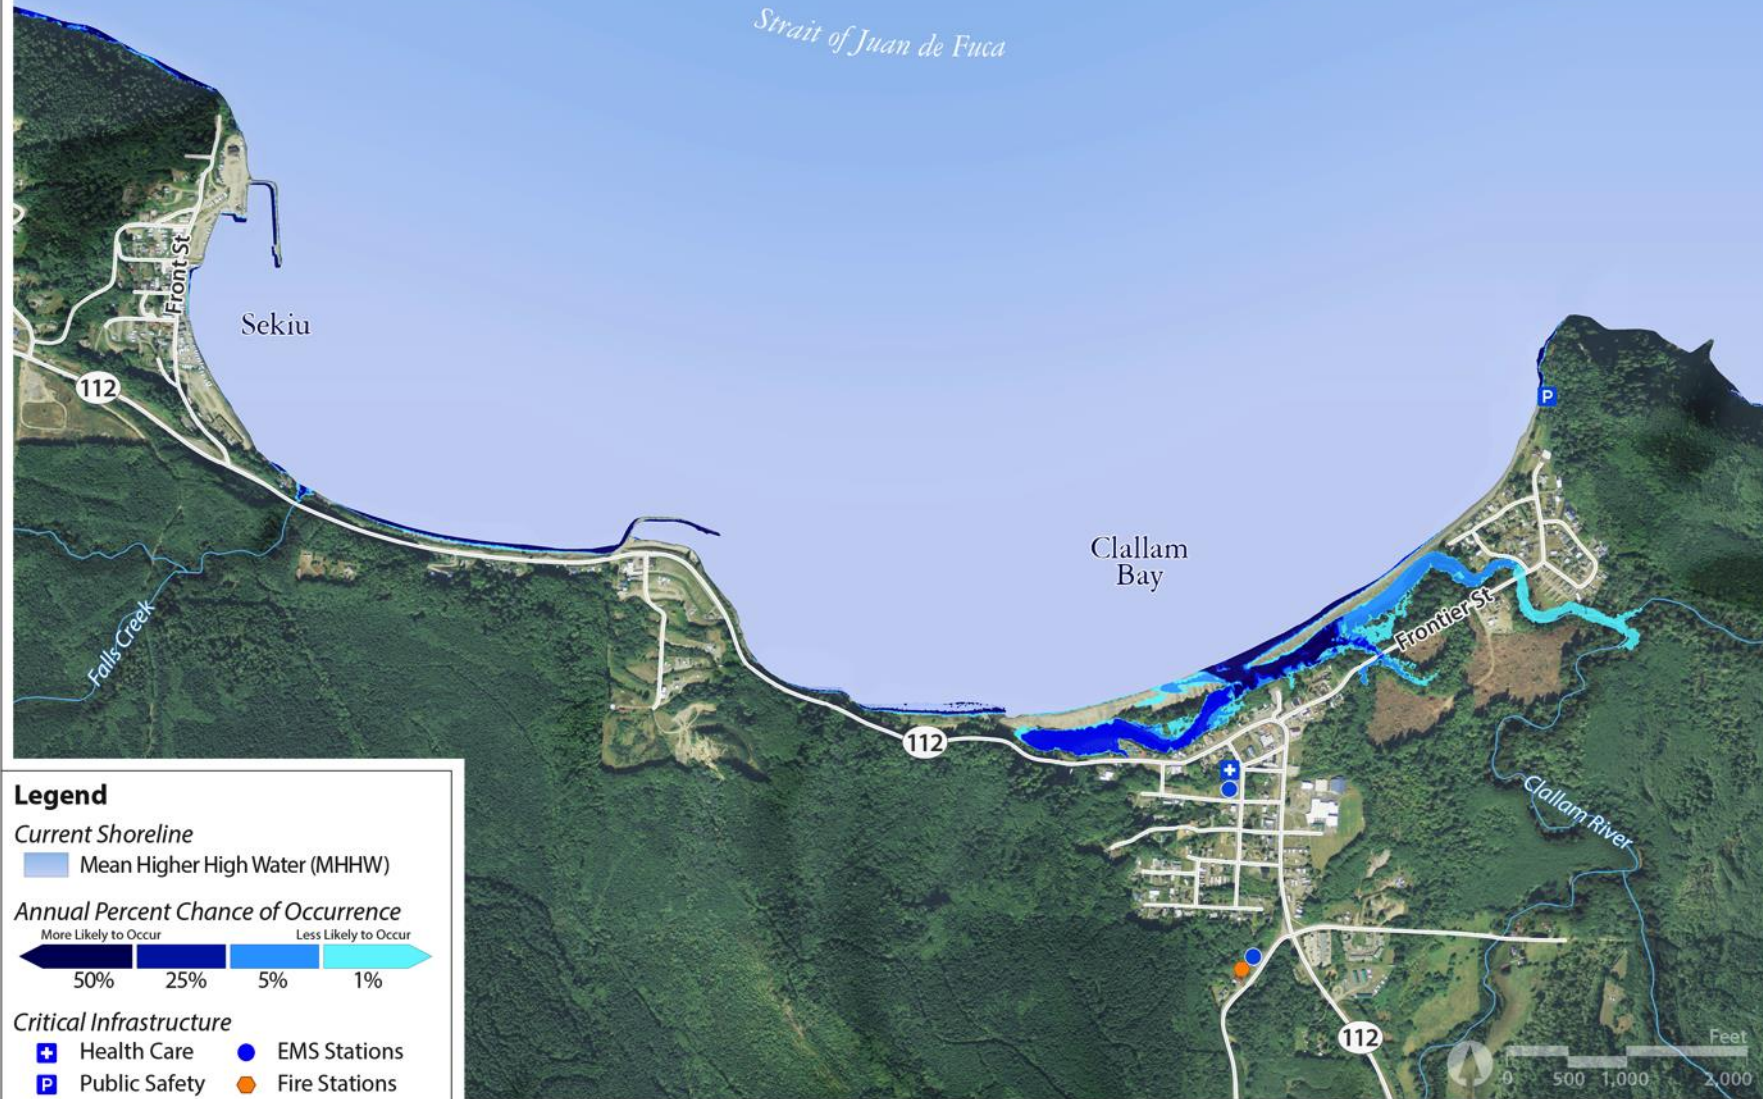 Strait of Juan de Fuca
Front St
Sekiu
112
Clallam
Bay
Frontier St
Falls Creek
112
Clallam River
112
Legend
Current Shoreline
Mean Higher High Water (MHHW)
Annual Percent Chance of Occurrence
More Likely to Occur
Less Likely to Occur
50%
25%
5%
1%
Critical Infrastructure
Health Care
EMS Stations
P
Public Safety
Fire Stations
P
Feet
0
500
1,000
2,000